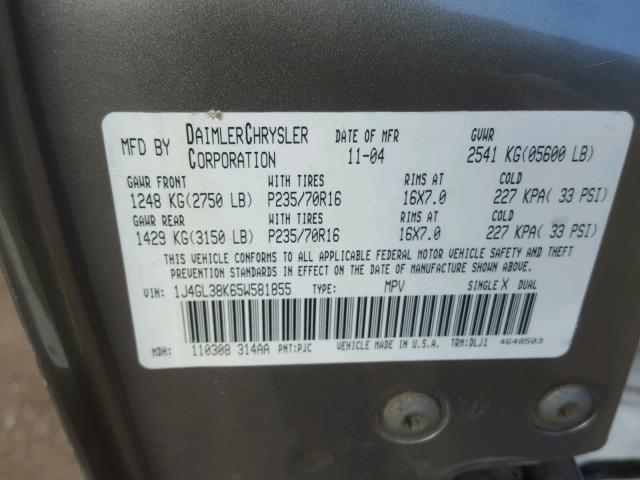 MFD BY DAIMLERCHRYSLER CORPORATION DATE OF MFR 11-04 GVWR 2541 KG(05600 LB)
GAWR FRONT WITH TIRES RIMS AT COLD
1248 KG(2750 LB) P235/70R16 16X7.0 227 KPA( 33 PSI)
GAWR REAR WITH TIRES RIMS AT COLD
1429 KG(3150 LB) P235/70R16 16X7.0 227 KPA( 33 PSI)
THIS VEHICLE CONFORMS TO ALL APPLICABLE FEDERAL MOTOR VEHICLE SAFETY AND THEFT
PREVENTION STANDARDS IN EFFECT ON THE DATE OF MANUFACTURE SHOWN ABOVE.
VIN: 1J4GL38K65W581855 TYPE: MPV SINGLE X DUAL
MDH: 110308 314AA PNT:PJC VEHICLE MADE IN U.S.A. TRM:DLJ1 4648503